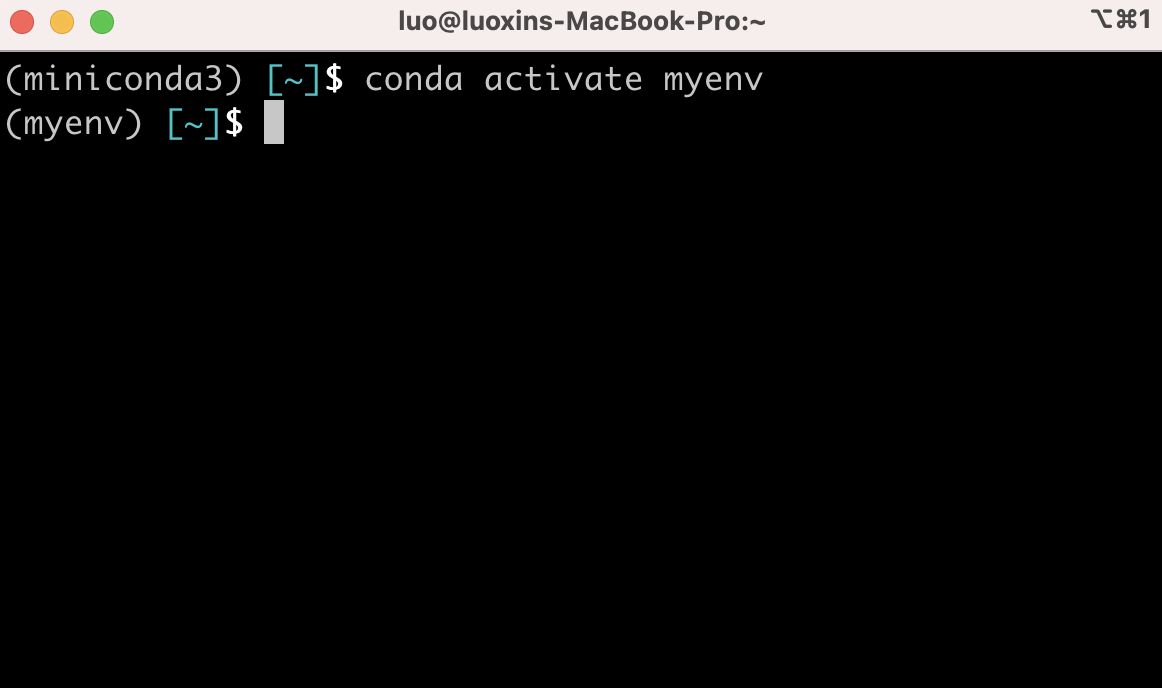 luo@luoxins-MacBook-Pro:~
⌥⌘1
(miniconda3) [~]$ conda activate myenv
(myenv) [~]$